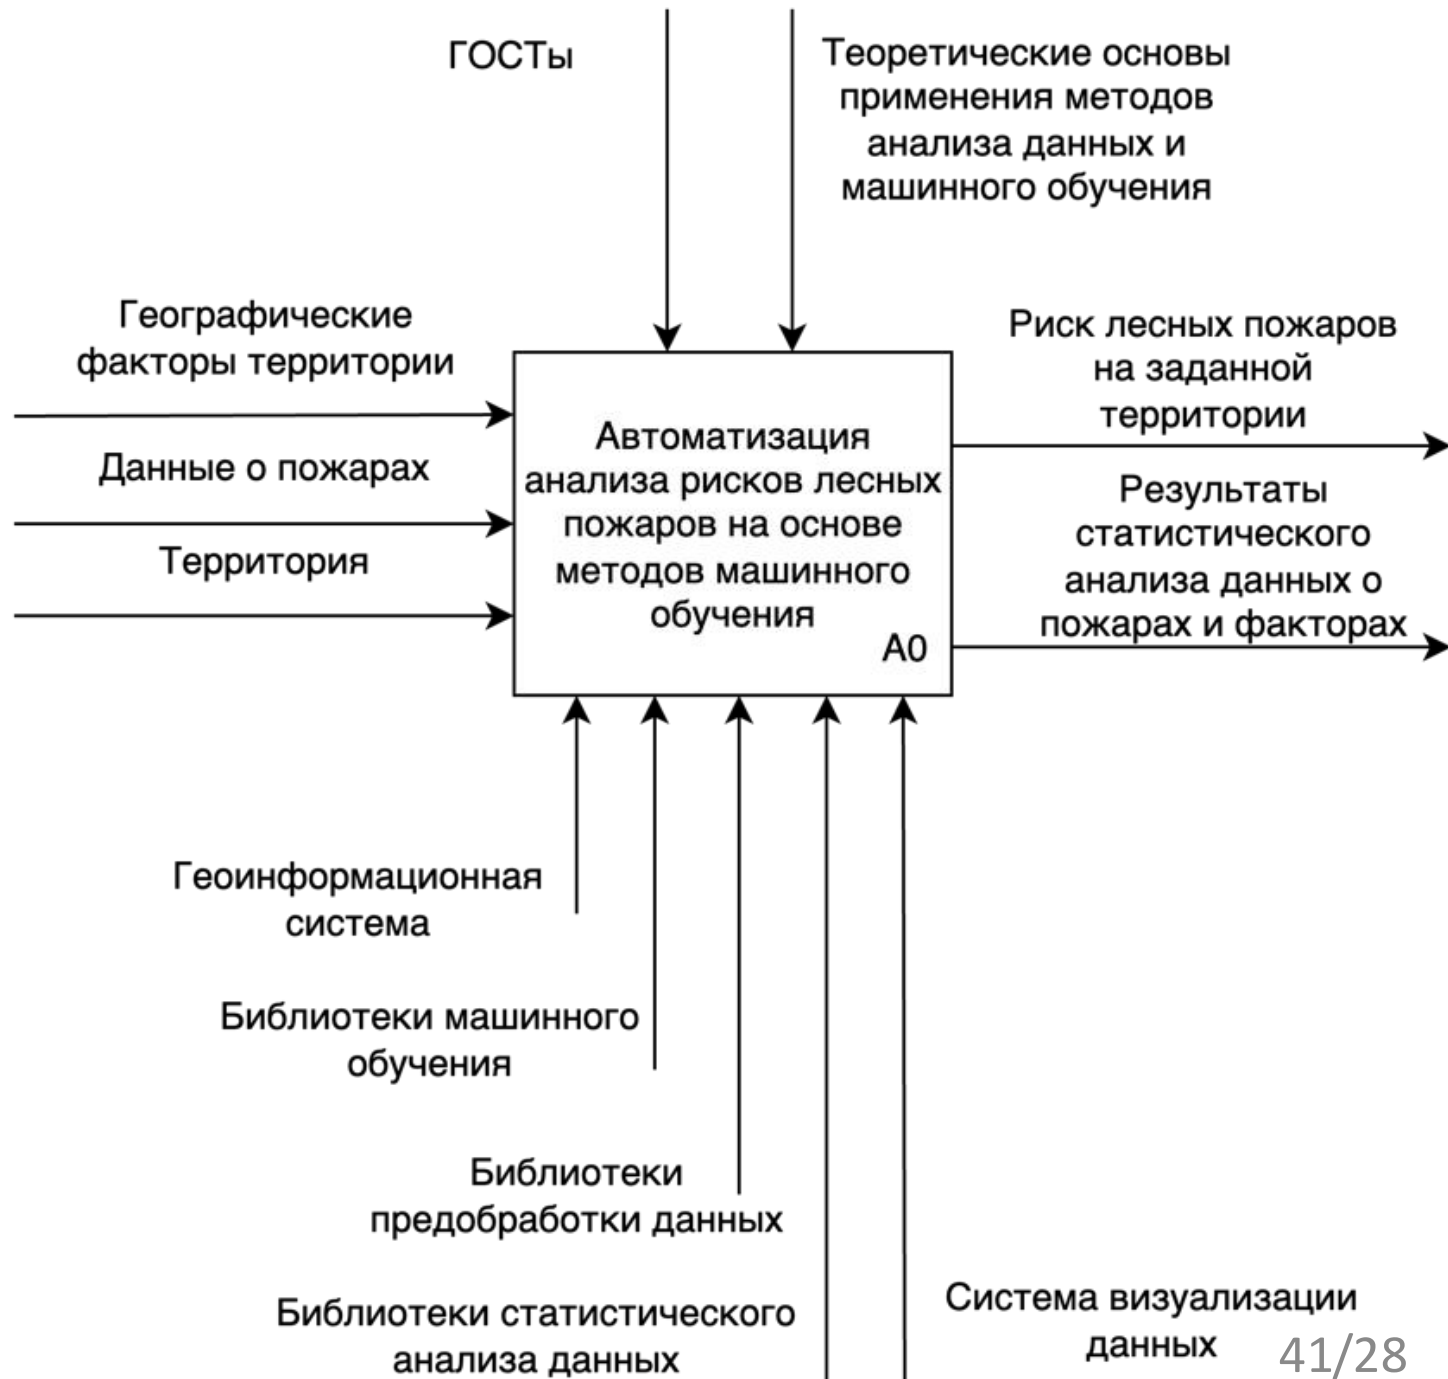 ГОСТы
Теоретические основы
применения методов
анализа данных и
машинного обучения
Географические
факторы территории
Данные о пожарах
Территория
Автоматизация
анализа рисков лесных
пожаров на основе
методов машинного
обучения
А0
Риск лесных пожаров
на заданной
территории
Результаты
статистического
анализа данных о
пожарах и факторах
Геоинформационная
система
Библиотеки машинного
обучения
Библиотеки
предобработки данных
Библиотеки статистического
анализа данных
Система визуализации
данных
41/28